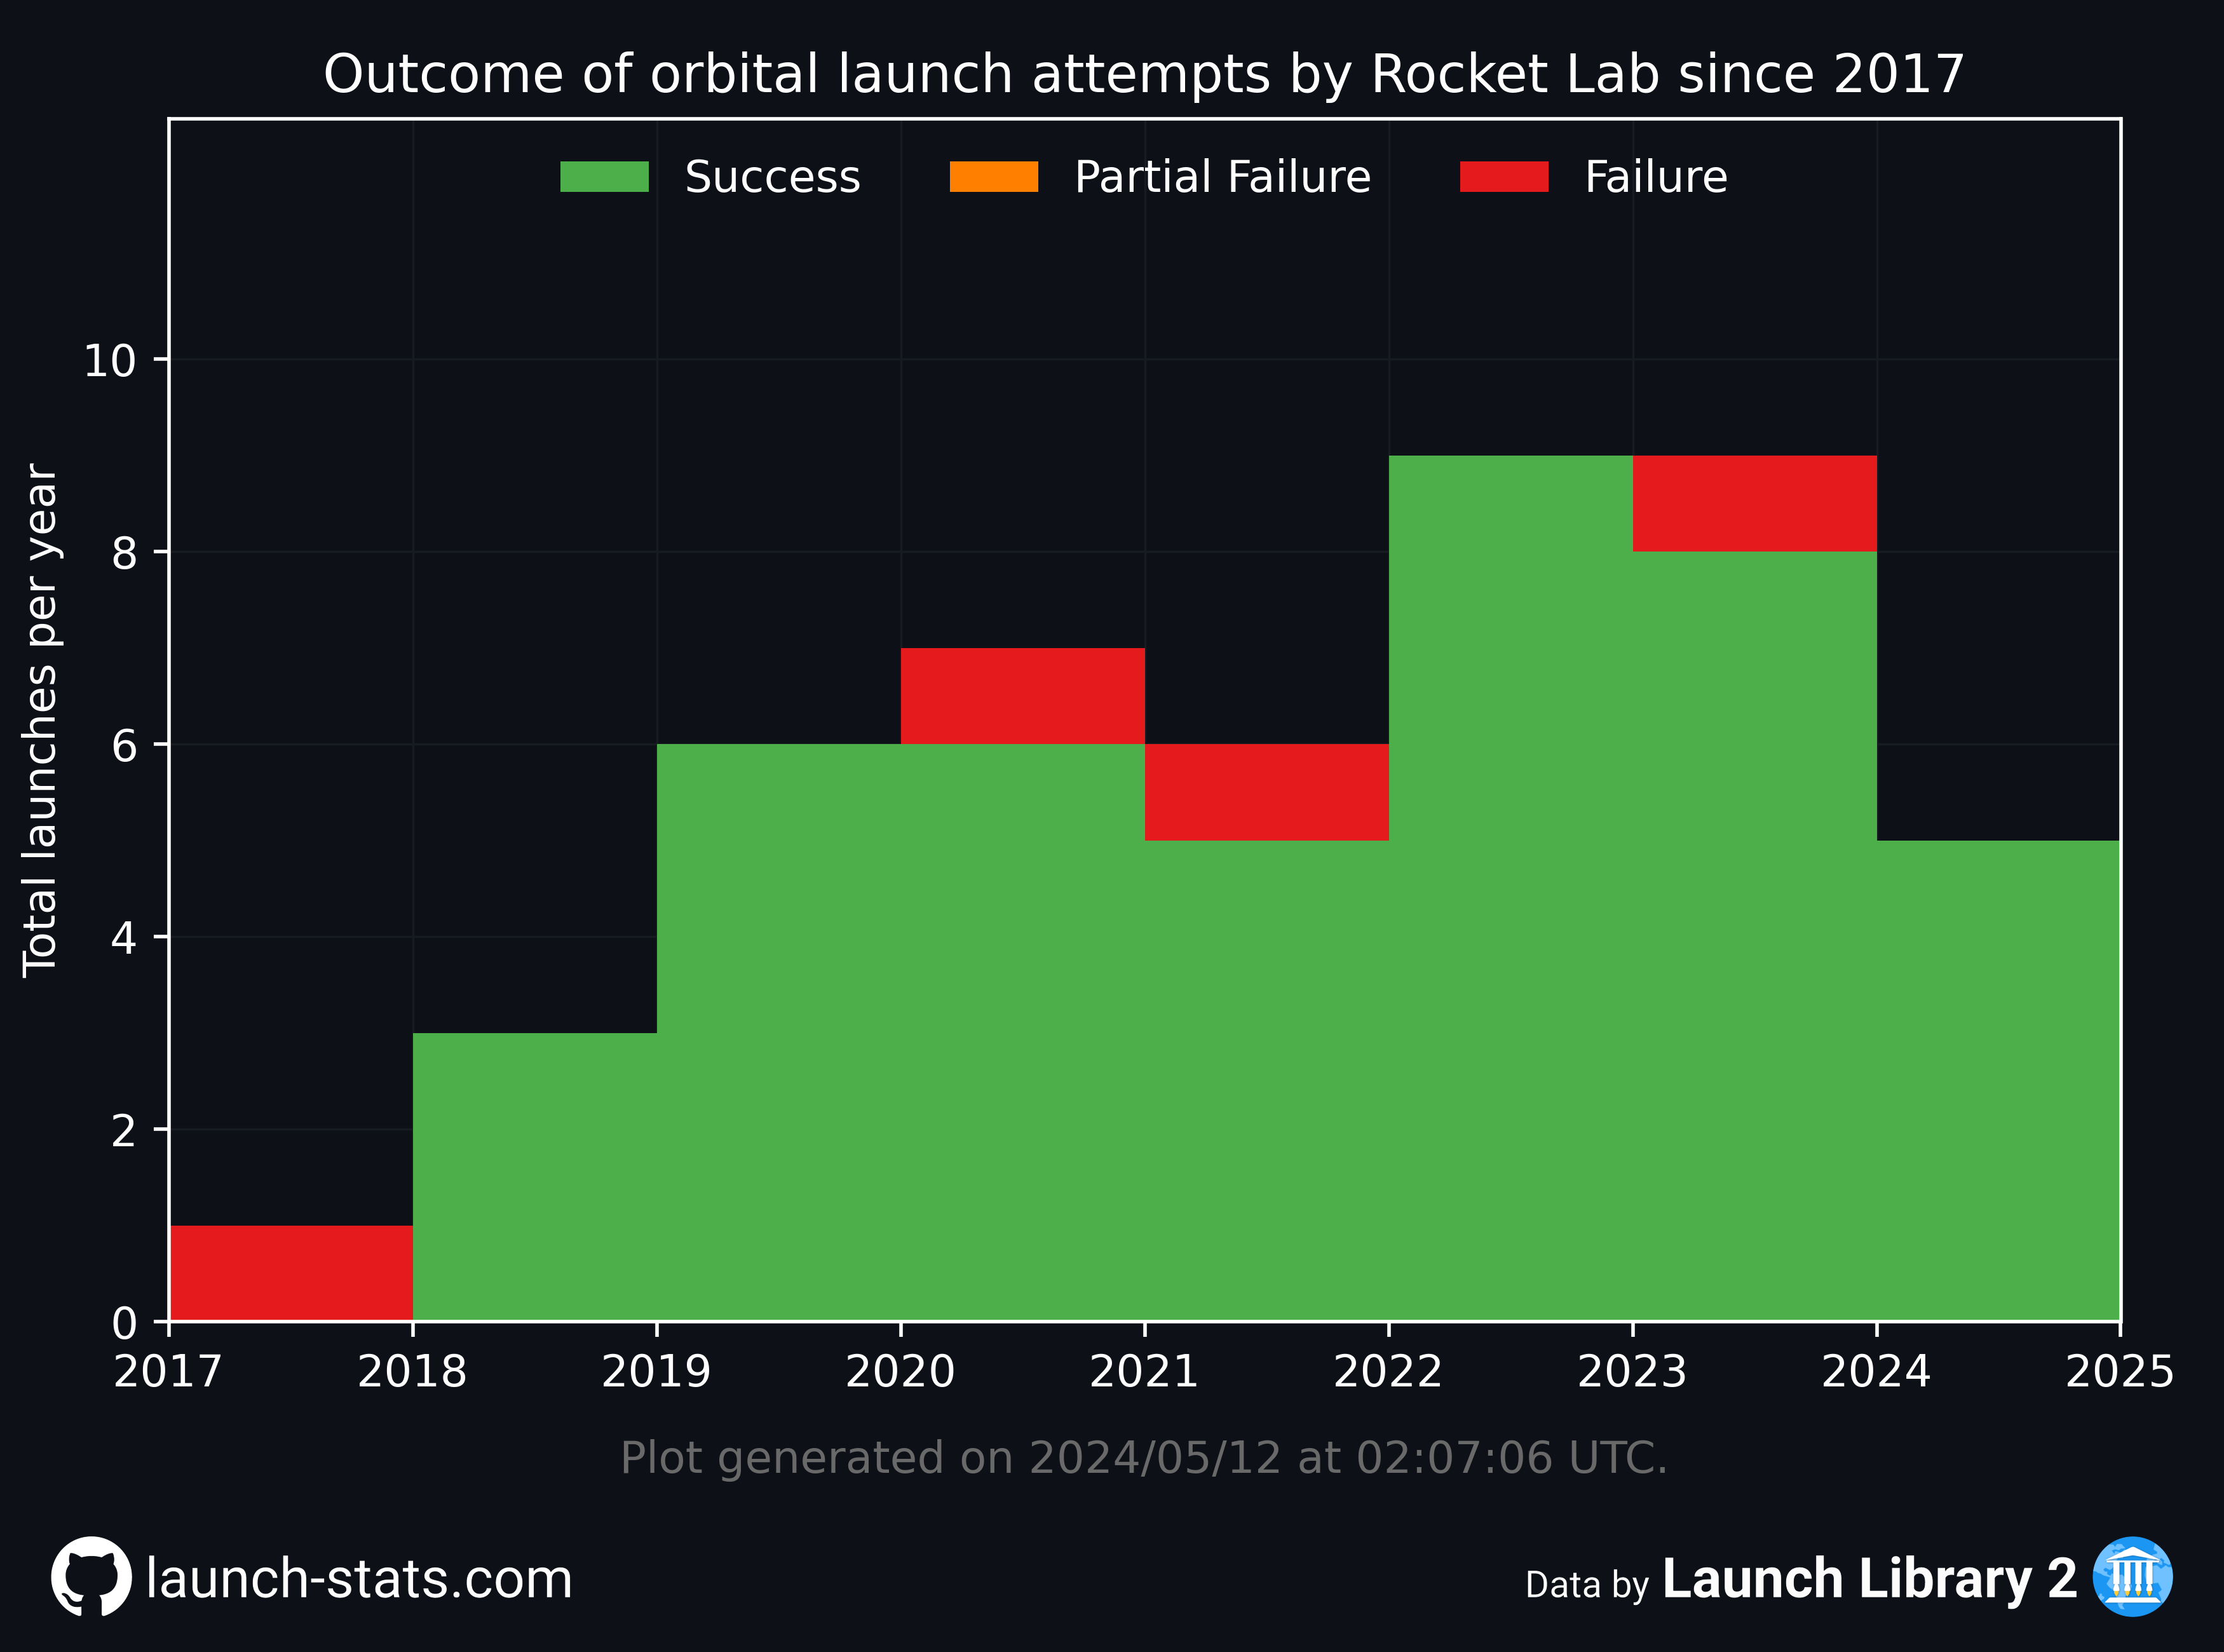 Outcome of orbital launch attempts by Rocket Lab since 2017
Success Partial Failure Failure
Total launches per year
10
8
6
4
2
0
2017 2018 2019 2020 2021 2022 2023 2024 2025
Plot generated on 2024/05/12 at 02:07:06 UTC.
launch-stats.com
Data by Launch Library 2